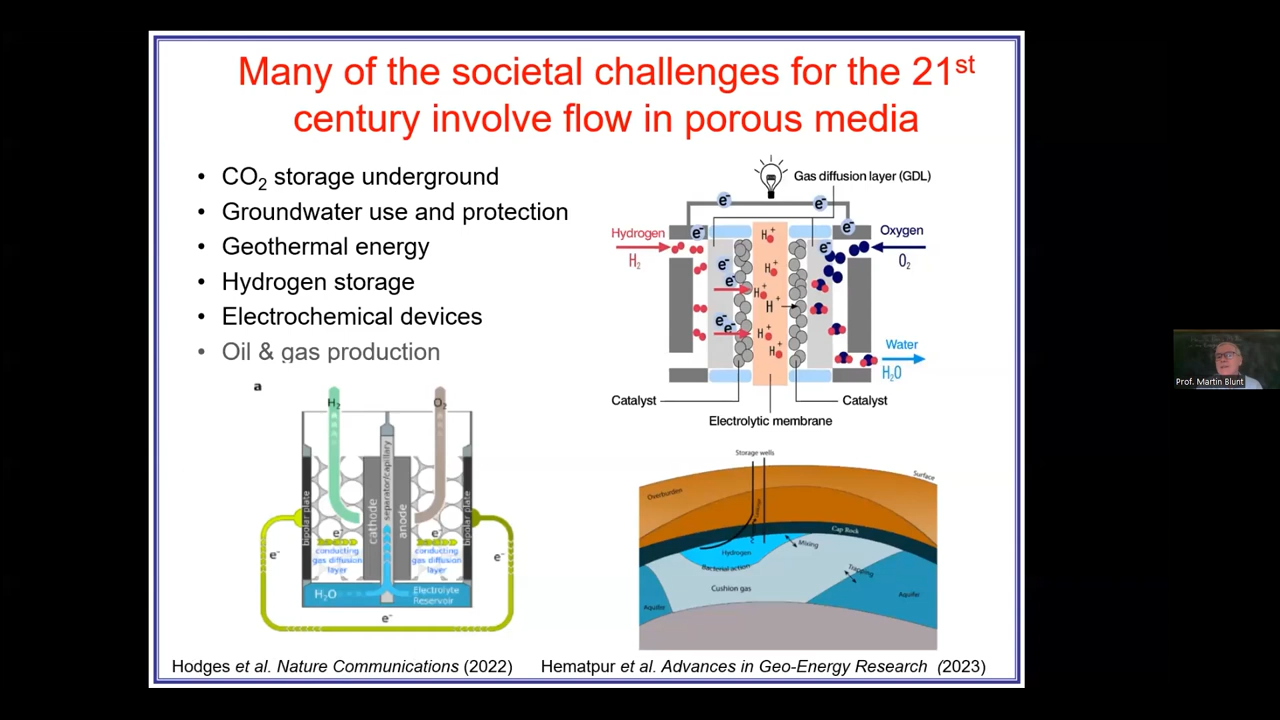 Many of the societal challenges for the 21st
century involve flow in porous media
• CO2 storage underground
• Groundwater use and protection
• Geothermal energy
• Hydrogen storage
• Electrochemical devices
• Oil & gas production
Gas diffusion layer (GDL)
e- e-
e- e-
Hydrogen
H2
Oxygen
O2
H+
e- e-
H+
e-
H+
H+
e- e-
H+
H+
Water
H2O
Catalyst
Catalyst
Electrolytic membrane
a
H2
O2
bipolar plate
cathode
separator/capillary
anode
bipolar plate
e- e-
conducting
gas diffusion
layer
conducting
gas diffusion
layer
e- e-
H2O
Electrolyte
Reservoir
e-
Storage wells
Surface
Overburden
Cap Rock
Hydrogen
Mixing
Bacterial action
Trapping
Cushion gas
Aquifer
Aquifer
Hodges et al. Nature Communications (2022)
Hematpur et al. Advances in Geo-Energy Research (2023)
Prof. Martin Blunt